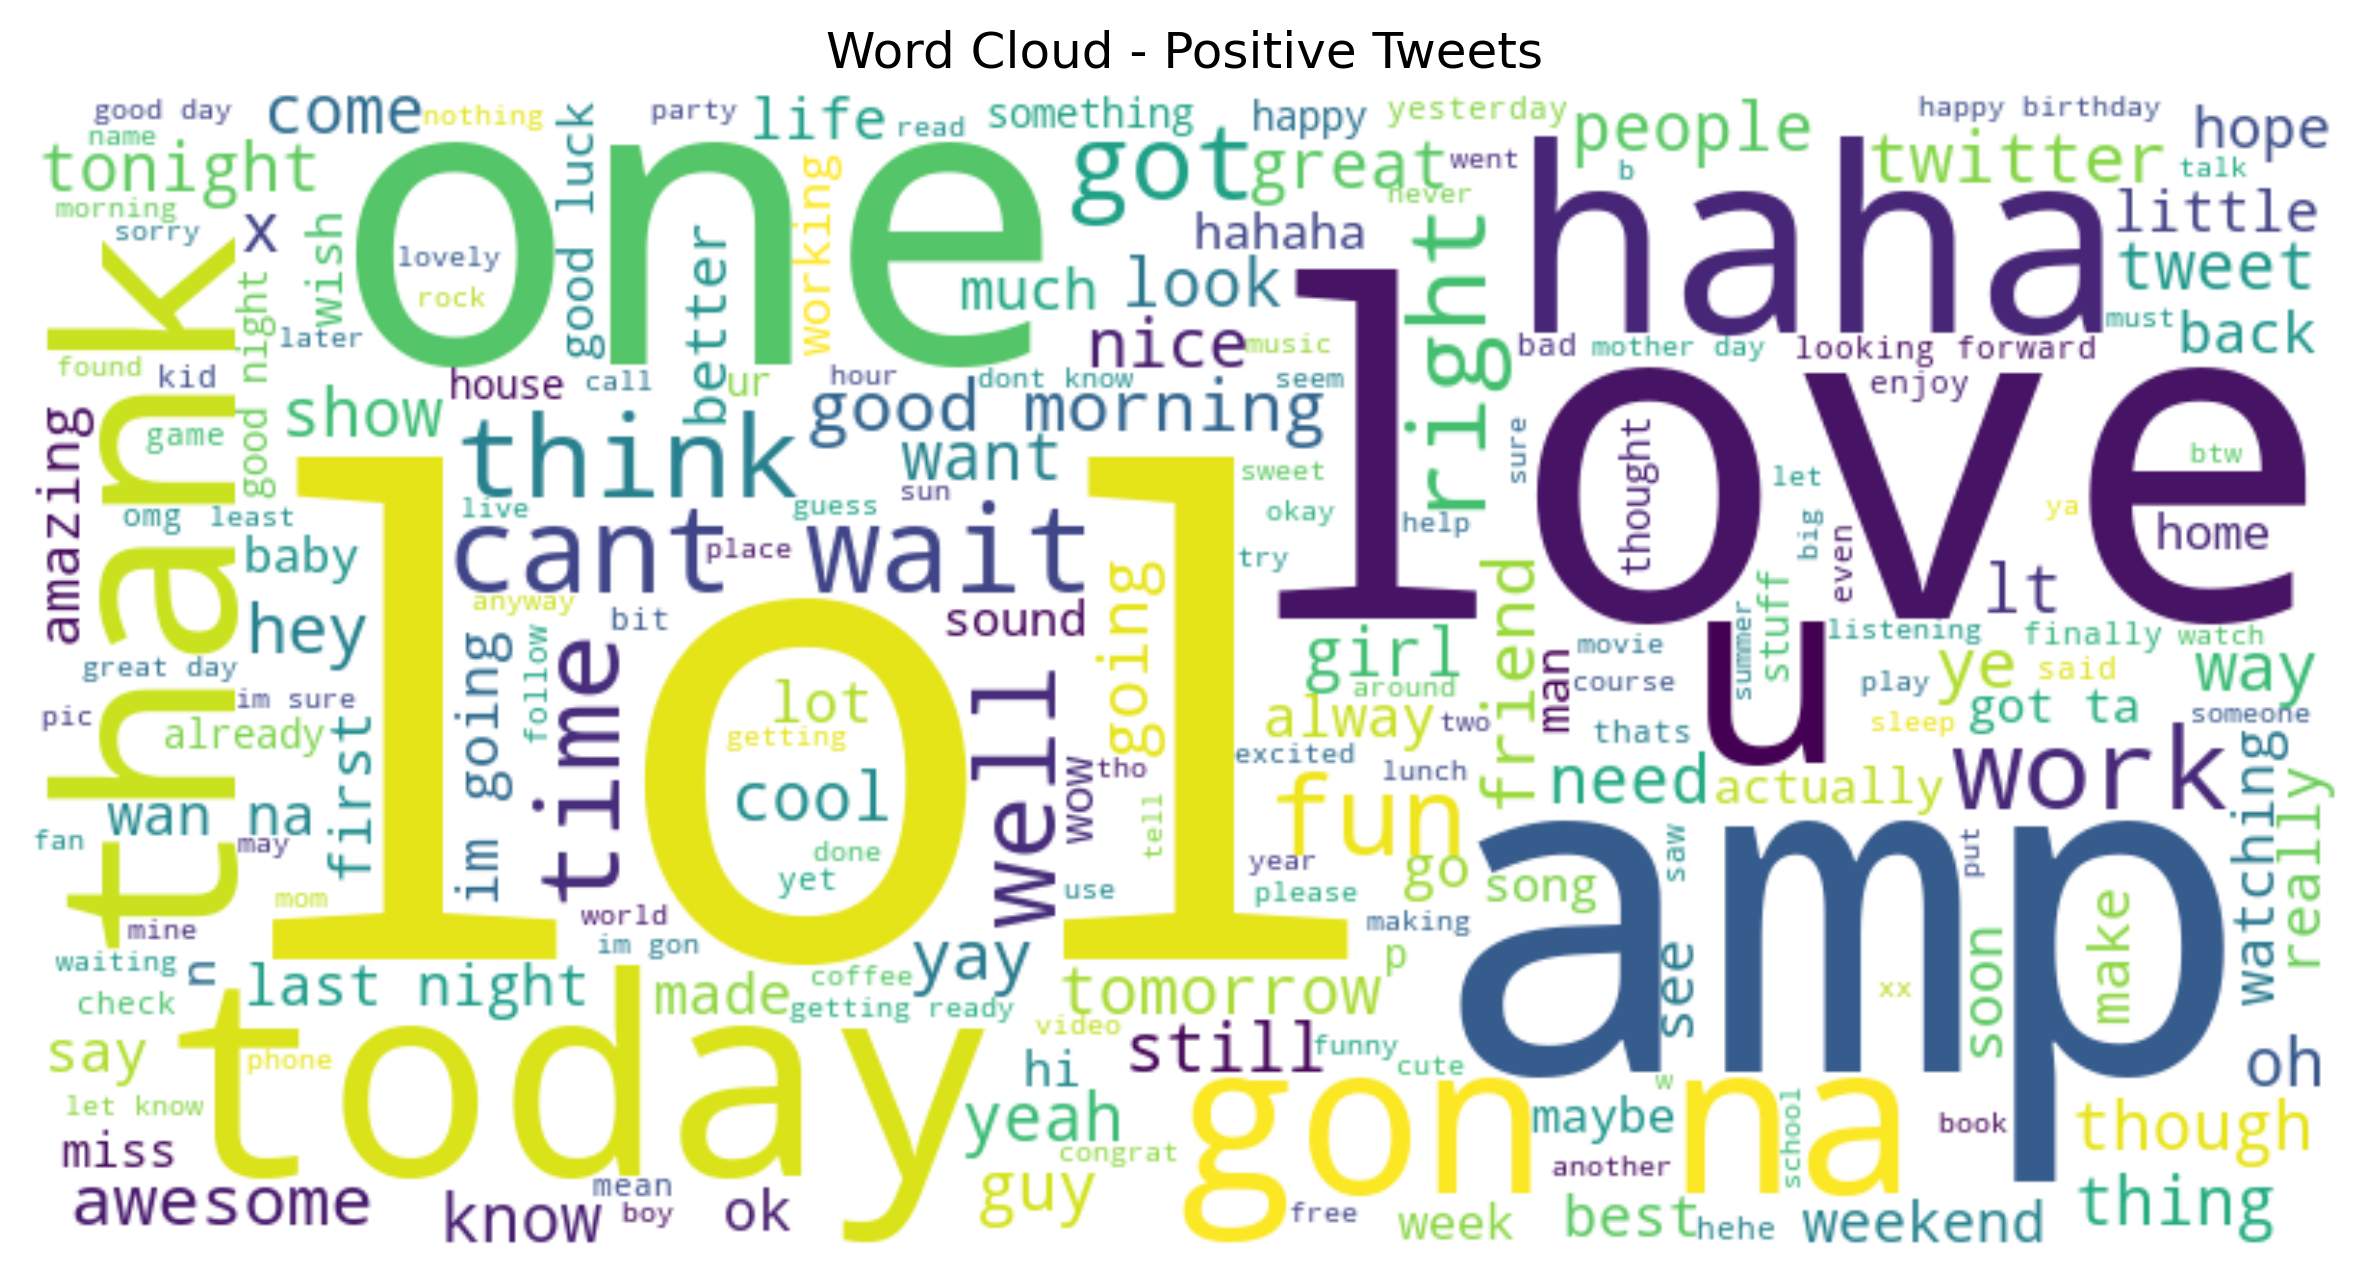 Word Cloud - Positive Tweets
good day
come
nothing
good luck
party
life
read
something
happy
yesterday
people
happy birthday
hope
name
tonight
one
working
got
great
went
never
b
haha
twitter
talk
morning
sorry
x
wish
lovely
rock
better
much
hahaha
look
right
little
tweet
thank
good night
later
found
kid
nice
music
bad
mother day
looking forward
must
back
amazing
game
show
house
call
ur
hour
dont know
seem
good morning
love
enjoy
think
want
sweet
sure
thought
let
btw
omg
least
live
guess
sun
okay
help
big
ya
home
baby
cant wait
place
try
even
lt
lol
anyway
bit
sound
going
friend
hey
im going
follow
time
girl
man
movie
summer
stuff
listening
finally
watch
great day
im sure
pic
already
first
lot
getting
well
around
alway
two
course
u
play
ye
said
way
thats
sleep
got ta
someone
cool
wow
tho
excited
lunch
need
actually
work
watching
really
wan na
fan
may
done
yet
tell
fun
year
go
song
saw
amp
put
use
please
mom
mine
world
im gon
making
waiting
n
last night
yay
coffee
made
getting ready
tomorrow
p
see
xx
soon
make
check
today
video
still
funny
cute
say
phone
hi
oh
let know
yeah
gon na
w
maybe
school
book
though
miss
congrat
another
awesome
know
mean
boy
ok
guy
free
week
best
hehe
weekend
thing